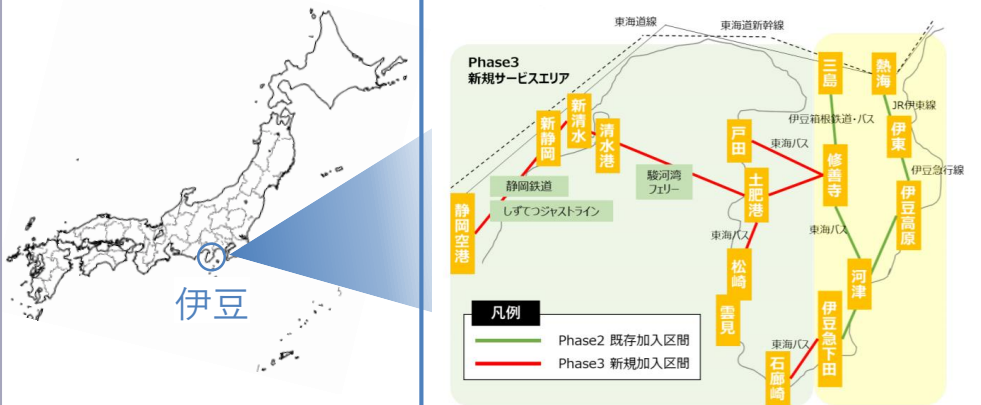 伊豆
東海道線
東海道新幹線
Phase3
新規サービスエリア
三島
熱海
JR伊東線
伊豆箱根鉄道・バス
新清水
新静岡
清水港
戸田
東海バス
伊東
修善寺
伊豆急行線
静岡鉄道
駿河湾
フェリー
土肥港
伊豆高原
しずてつジャストライン
静岡空港
東海バス
東海バス
松崎
河津
雲見
伊豆急下田
凡例
Phase2 既存加入区間
Phase3 新規加入区間
東海バス
石廊崎